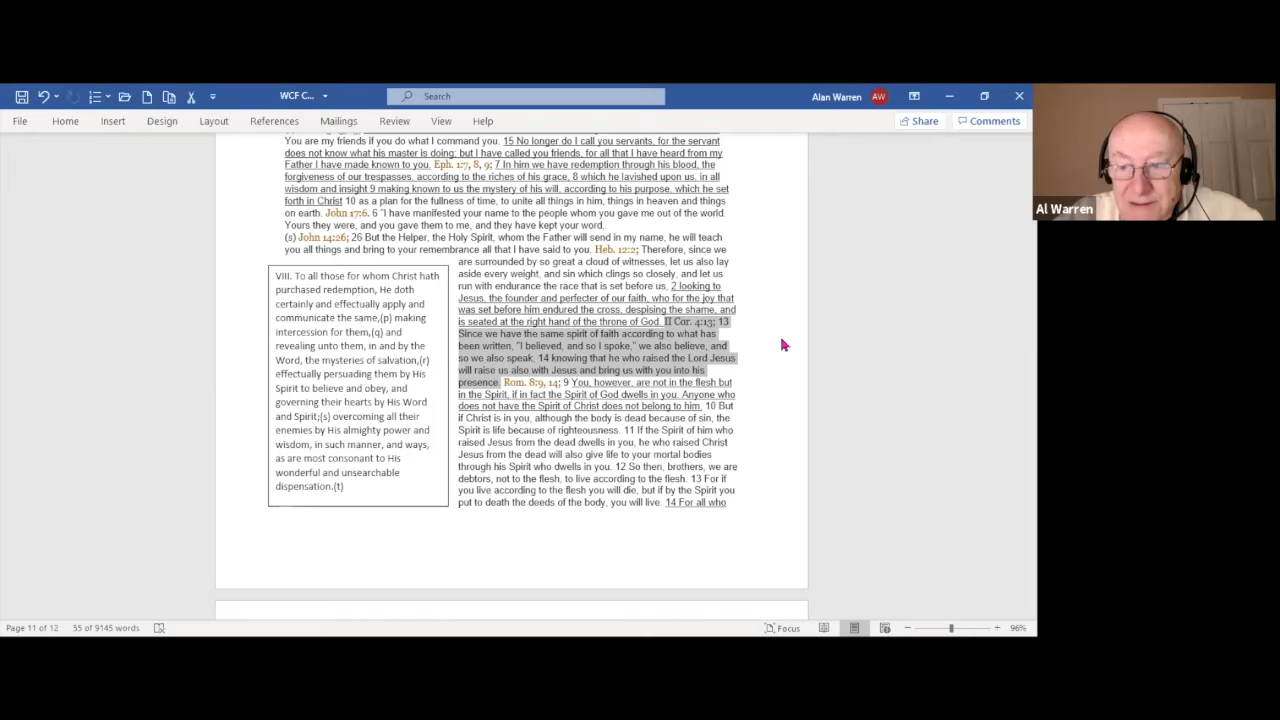 WCF C...
Search
Alan Warren
AW
File
Home
Insert
Design
Layout
References
Mailings
Review
View
Help
Share
Comments
You are my friends if you do what I command you. 15 No longer do I call you servants, for the servant
does not know what his master is doing; but I have called you friends, for all that I have heard from my
Father I have made known to you. Eph. 1:7, 8, 9; 7 In him we have redemption through his blood, the
forgiveness of our trespasses, according to the riches of his grace, 8 which he lavished upon us, in all
wisdom and insight 9 making known to us the mystery of his will, according to his purpose, which he set
forth in Christ 10 as a plan for the fullness of time, to unite all things in him, things in heaven and things
on earth. John 17:6. 6 "I have manifested your name to the people whom you gave me out of the world.
Yours they were, and you gave them to me, and they have kept your word.
(s) John 14:26; 26 But the Helper, the Holy Spirit, whom the Father will send in my name, he will teach
you all things and bring to your remembrance all that I have said to you. Heb. 12:2; Therefore, since we
are surrounded by so great a cloud of witnesses, let us also lay
aside every weight, and sin which clings so closely, and let us
run with endurance the race that is set before us, 2 looking to
Jesus, the founder and perfecter of our faith, who for the joy that
was set before him endured the cross, despising the shame, and
is seated at the right hand of the throne of God. II Cor. 4:13; 13
Since we have the same spirit of faith according to what has
been written, "I believed, and so I spoke," we also believe, and
so we also speak, 14 knowing that he who raised the Lord Jesus
will raise us also with Jesus and bring us with you into his
presence. Rom. 8:9, 14; 9 You, however, are not in the flesh but
in the Spirit, if in fact the Spirit of God dwells in you. Anyone who
does not have the Spirit of Christ does not belong to him. 10 But
if Christ is in you, although the body is dead because of sin, the
Spirit is life because of righteousness. 11 If the Spirit of him who
raised Jesus from the dead dwells in you, he who raised Christ
Jesus from the dead will also give life to your mortal bodies
through his Spirit who dwells in you. 12 So then, brothers, we are
debtors, not to the flesh, to live according to the flesh. 13 For if
you live according to the flesh you will die, but if by the Spirit you
put to death the deeds of the body, you will live. 14 For all who
VIII. To all those for whom Christ hath
purchased redemption, He doth
certainly and effectually apply and
communicate the same,(p) making
intercession for them,(q) and
revealing unto them, in and by the
Word, the mysteries of salvation,(r)
effectually persuading them by His
Spirit to believe and obey, and
governing their hearts by His Word
and Spirit;(s) overcoming all their
enemies by His almighty power and
wisdom, in such manner, and ways,
as are most consonant to His
wonderful and unsearchable
dispensation.(t)
Page 11 of 12
55 of 9145 words
Focus
96%
Al Warren